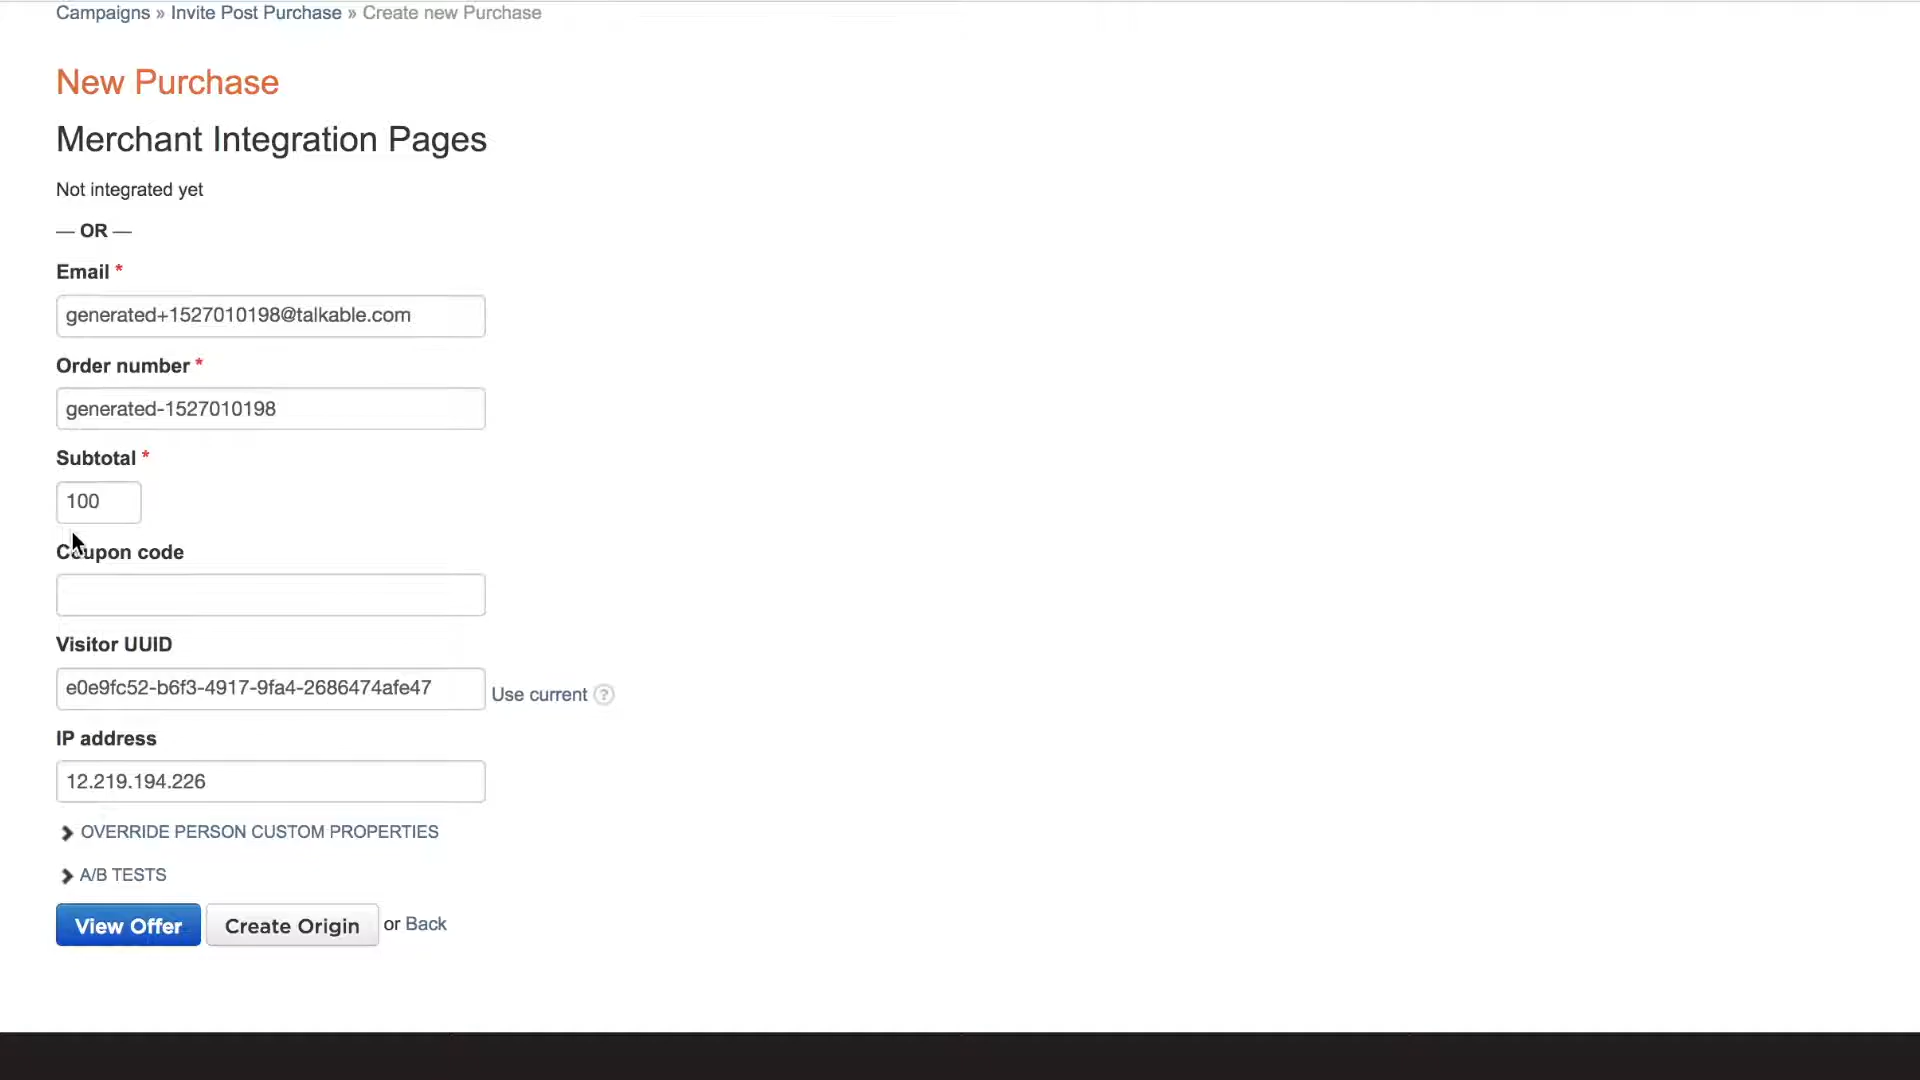 Campaigns » Invite Post Purchase » Create new Purchase
New Purchase
Merchant Integration Pages
Not integrated yet
— OR —
Email *
generated+1527010198@talkable.com
Order number *
generated-1527010198
Subtotal *
100
Coupon code
Visitor UUID
e0e9fc52-b6f3-4917-9fa4-2686474afe47 Use current ?
IP address
12.219.194.226
OVERRIDE PERSON CUSTOM PROPERTIES
A/B TESTS
View Offer Create Origin or Back